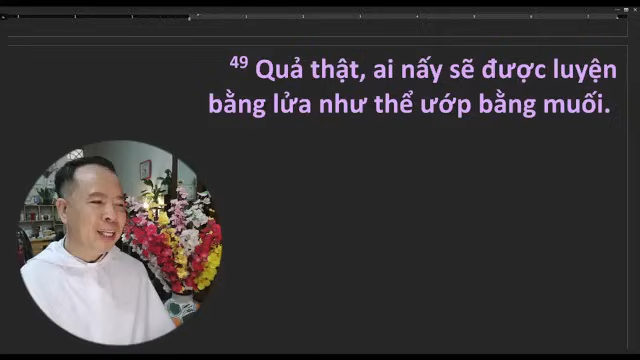 49 Quả thật, ai nấy sẽ được luyện
bằng lửa như thể ướp bằng muối.